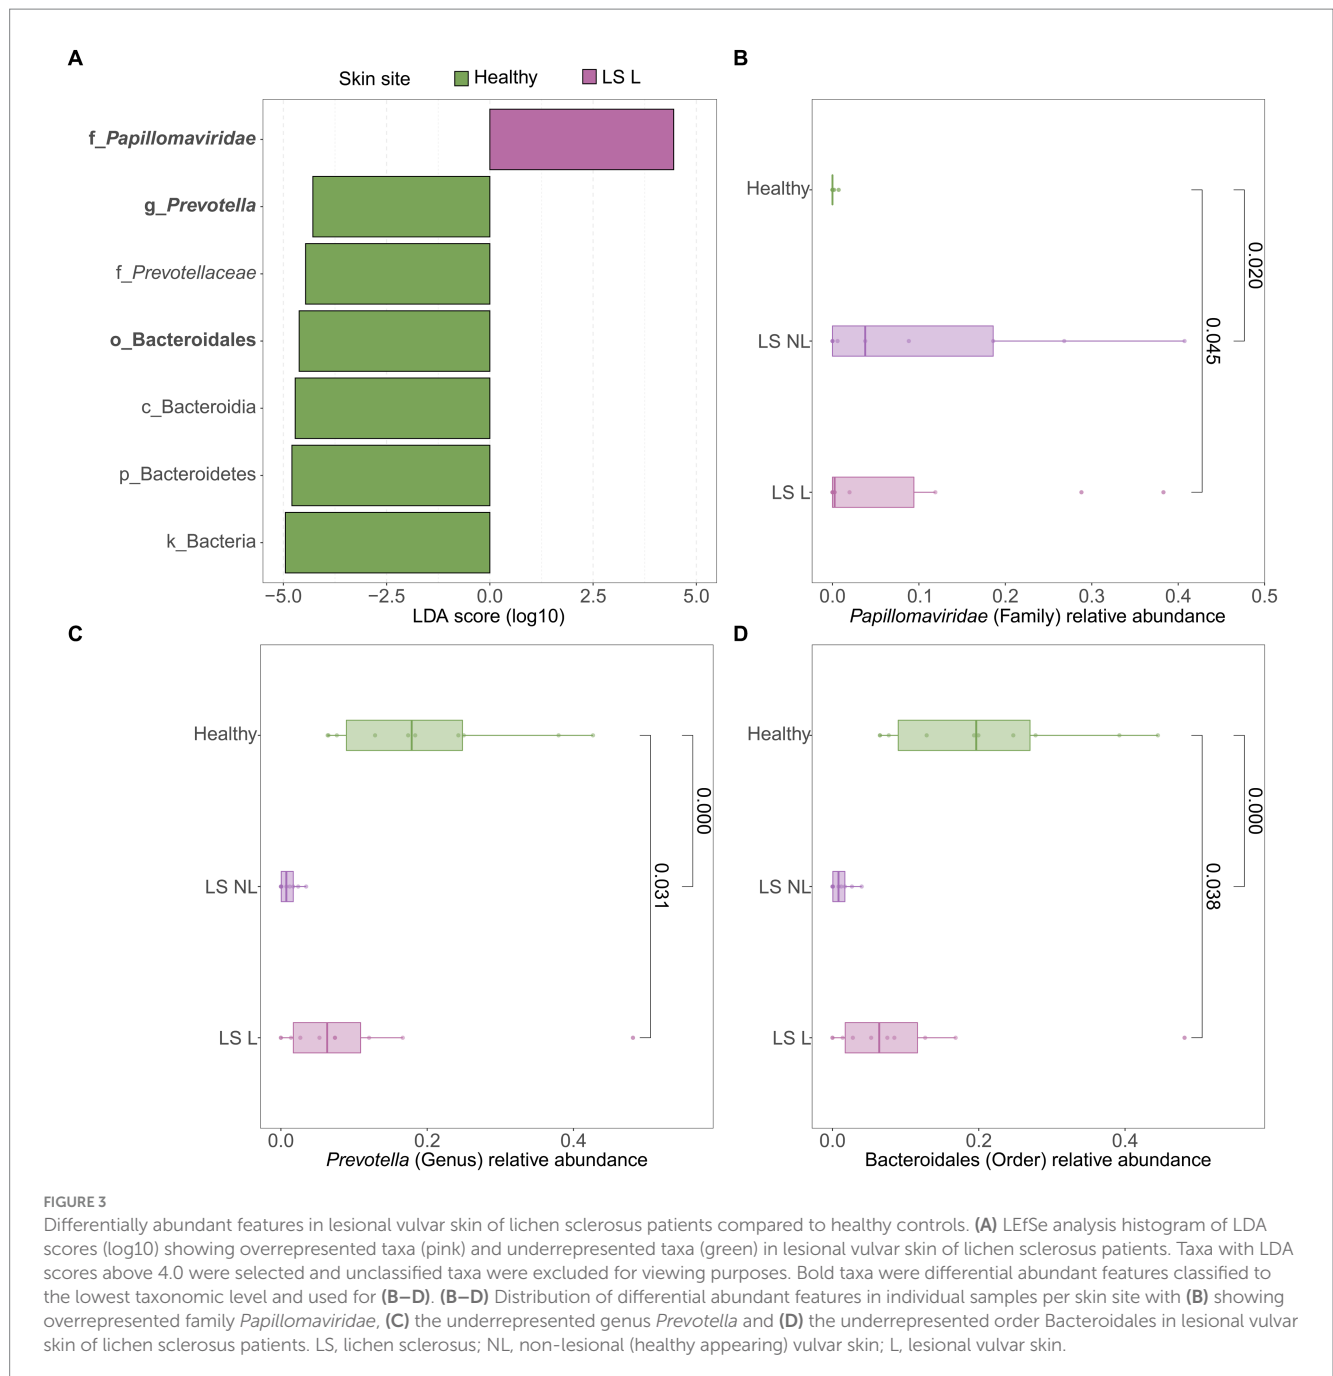 A
Skin site Healthy LS L
f_Papillomaviridae
g_Prevotella
f_Prevotellaceae
o_Bacteroidales
c_Bacteroidia
p_Bacteroidetes
k_Bacteria
−5.0 −2.5 0.0 2.5 5.0
LDA score (log10)
B
Healthy
LS NL
LS L
0.020
0.045
0.0 0.1 0.2 0.3 0.4 0.5
Papillomaviridae (Family) relative abundance
C
Healthy
LS NL
LS L
0.000
0.031
0.0 0.2 0.4
Prevotella (Genus) relative abundance
D
Healthy
LS NL
LS L
0.000
0.038
0.0 0.2 0.4
Bacteroidales (Order) relative abundance
FIGURE 3
Differentially abundant features in lesional vulvar skin of lichen sclerosus patients compared to healthy controls. (A) LEfSe analysis histogram of LDA
scores (log10) showing overrepresented taxa (pink) and underrepresented taxa (green) in lesional vulvar skin of lichen sclerosus patients. Taxa with LDA
scores above 4.0 were selected and unclassified taxa were excluded for viewing purposes. Bold taxa were differential abundant features classified to
the lowest taxonomic level and used for (B–D). (B–D) Distribution of differential abundant features in individual samples per skin site with (B) showing
overrepresented family Papillomaviridae, (C) the underrepresented genus Prevotella and (D) the underrepresented order Bacteroidales in lesional vulvar
skin of lichen sclerosus patients. LS, lichen sclerosus; NL, non-lesional (healthy appearing) vulvar skin; L, lesional vulvar skin.